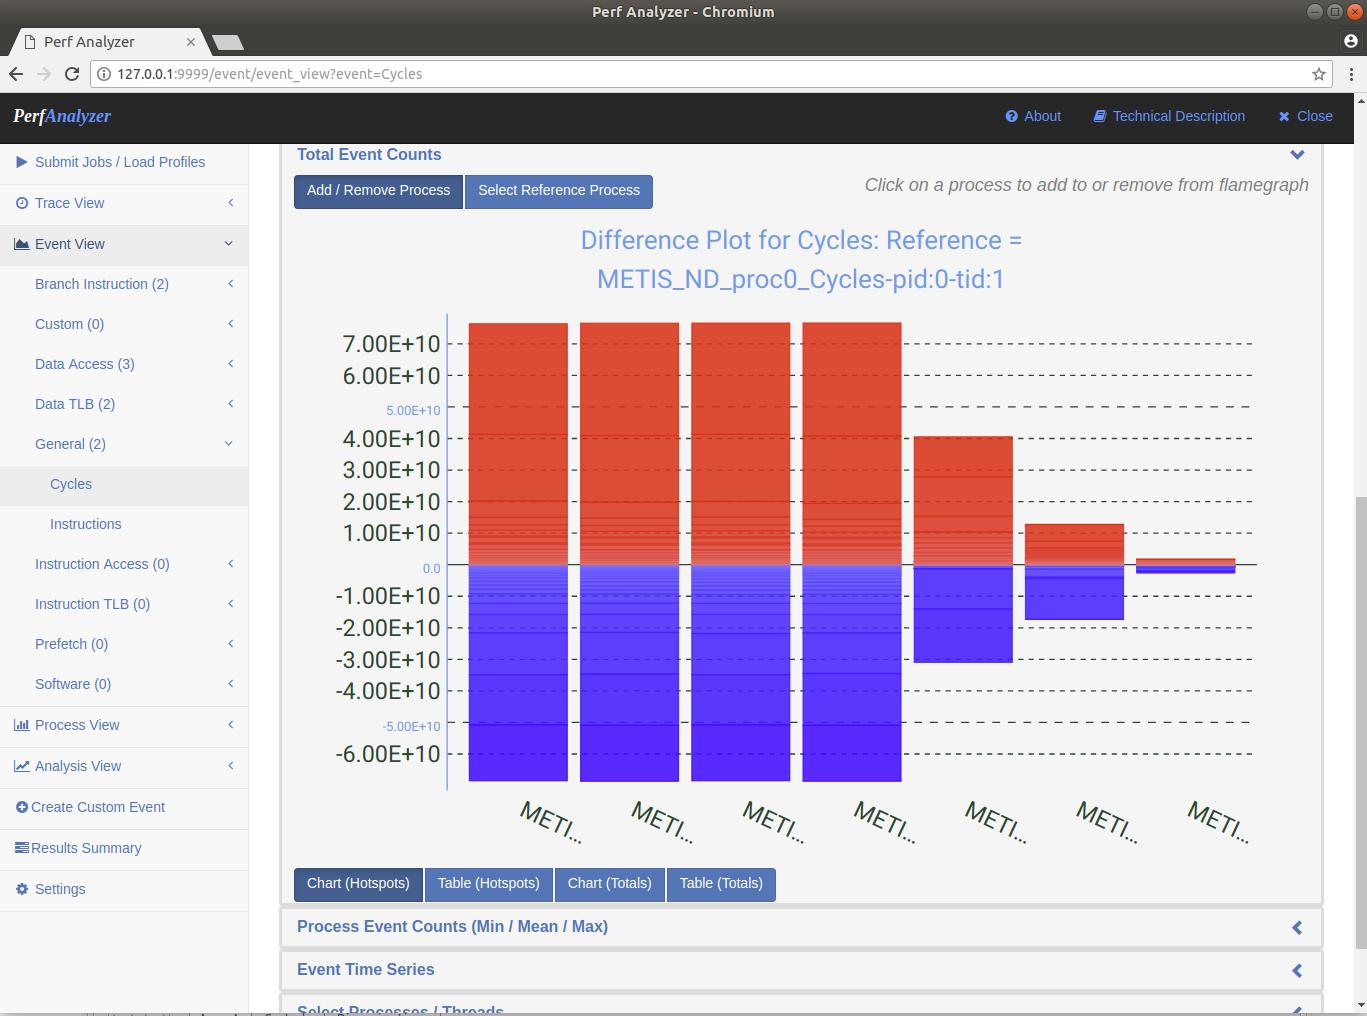 Perf Analyzer - Chromium
Perf Analyzer
127.0.0.1:9999/event/event_view?event=Cycles
PerfAnalyzer
About
Technical Description
Close
Submit Jobs / Load Profiles
Trace View
Event View
Branch Instruction (2)
Custom (0)
Data Access (3)
Data TLB (2)
General (2)
Cycles
Instructions
Instruction Access (0)
Instruction TLB (0)
Prefetch (0)
Software (0)
Process View
Analysis View
Create Custom Event
Results Summary
Settings
Total Event Counts
Add / Remove Process
Select Reference Process
Click on a process to add to or remove from flamegraph
Difference Plot for Cycles: Reference =
METIS_ND_proc0_Cycles-pid:0-tid:1
7.00E+10
6.00E+10
5.00E+10
4.00E+10
3.00E+10
2.00E+10
1.00E+10
0.0
-1.00E+10
-2.00E+10
-3.00E+10
-4.00E+10
-5.00E+10
-6.00E+10
METI...
METI...
METI...
METI...
METI...
METI...
METI...
Chart (Hotspots)
Table (Hotspots)
Chart (Totals)
Table (Totals)
Process Event Counts (Min / Mean / Max)
Event Time Series
Select Processes / Threads